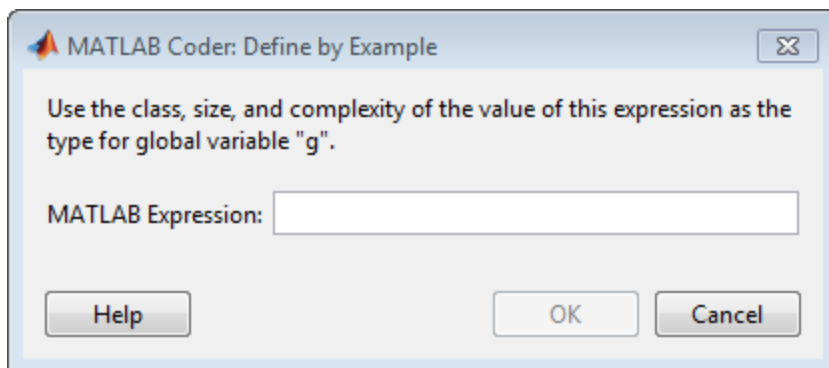 MATLAB Coder: Define by Example
Use the class, size, and complexity of the value of this expression as the
type for global variable "g".
MATLAB Expression:
Help OK Cancel